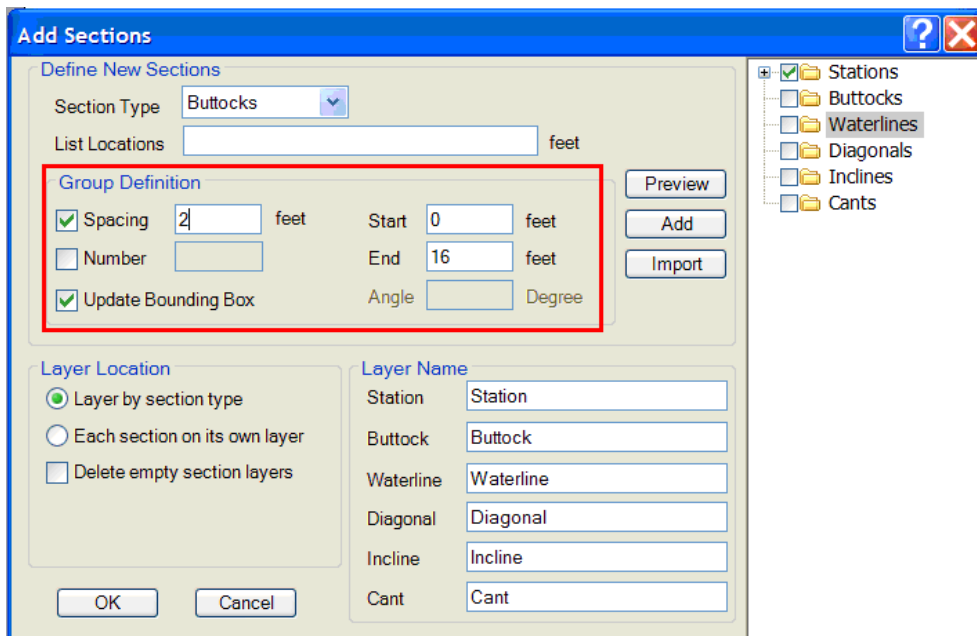 Add Sections
?
Define New Sections
Section Type Buttocks
List Locations feet
Group Definition
Spacing 2 feet Start 0 feet
Number End 16 feet
Update Bounding Box Angle Degree
Preview
Add
Import
Layer Location
Layer by section type
Each section on its own layer
Delete empty section layers
OK Cancel
Layer Name
Station Station
Buttock Buttock
Waterline Waterline
Diagonal Diagonal
Incline Incline
Cant Cant
Stations
Buttocks
Waterlines
Diagonals
Inclines
Cants